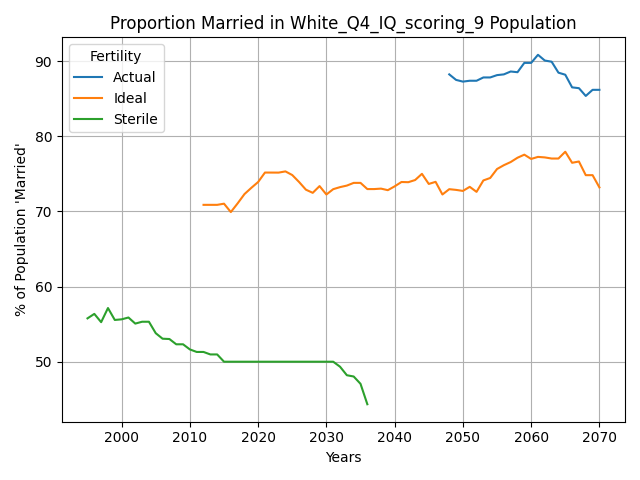 Proportion Married in White_Q4_IQ_scoring_9 Population
Fertility
Actual
Ideal
Sterile
% of Population 'Married'
90
80
70
60
50
2000 2010 2020 2030 2040 2050 2060 2070
Years